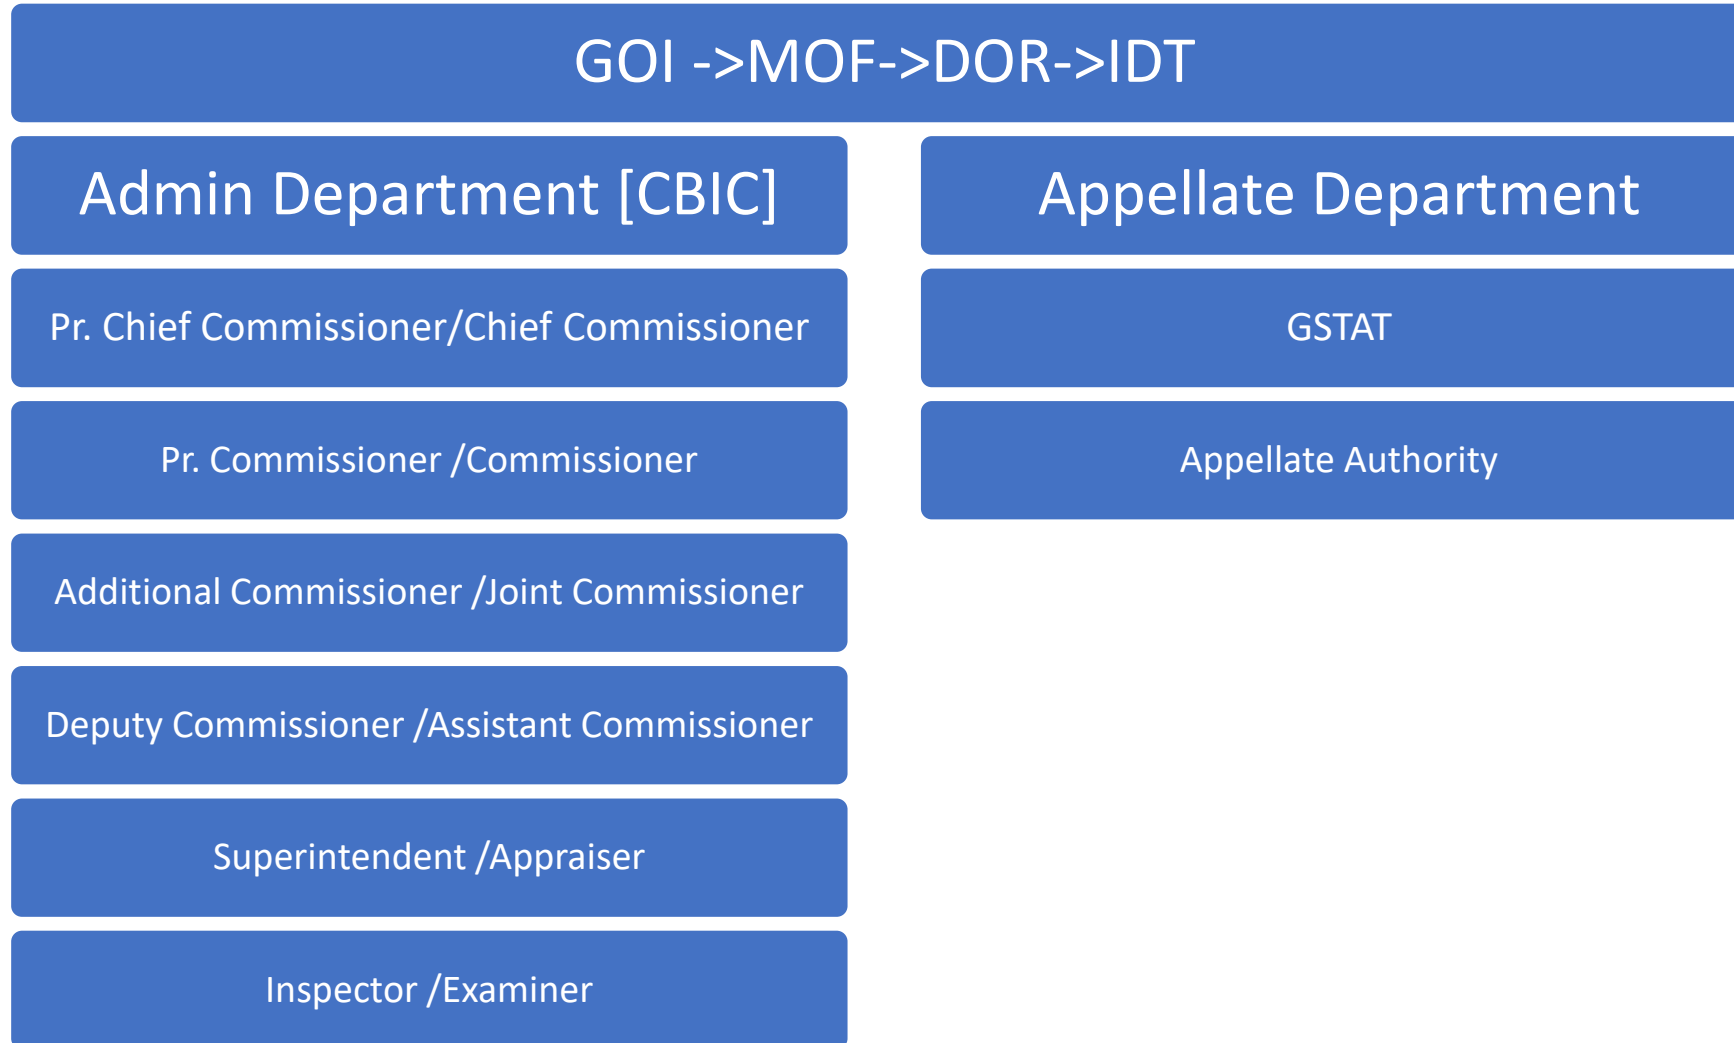 GOI ->MOF->DOR->IDT
Admin Department [CBIC]
Pr. Chief Commissioner/Chief Commissioner
Pr. Commissioner /Commissioner
Additional Commissioner /Joint Commissioner
Deputy Commissioner /Assistant Commissioner
Superintendent /Appraiser
Inspector /Examiner
Appellate Department
GSTAT
Appellate Authority